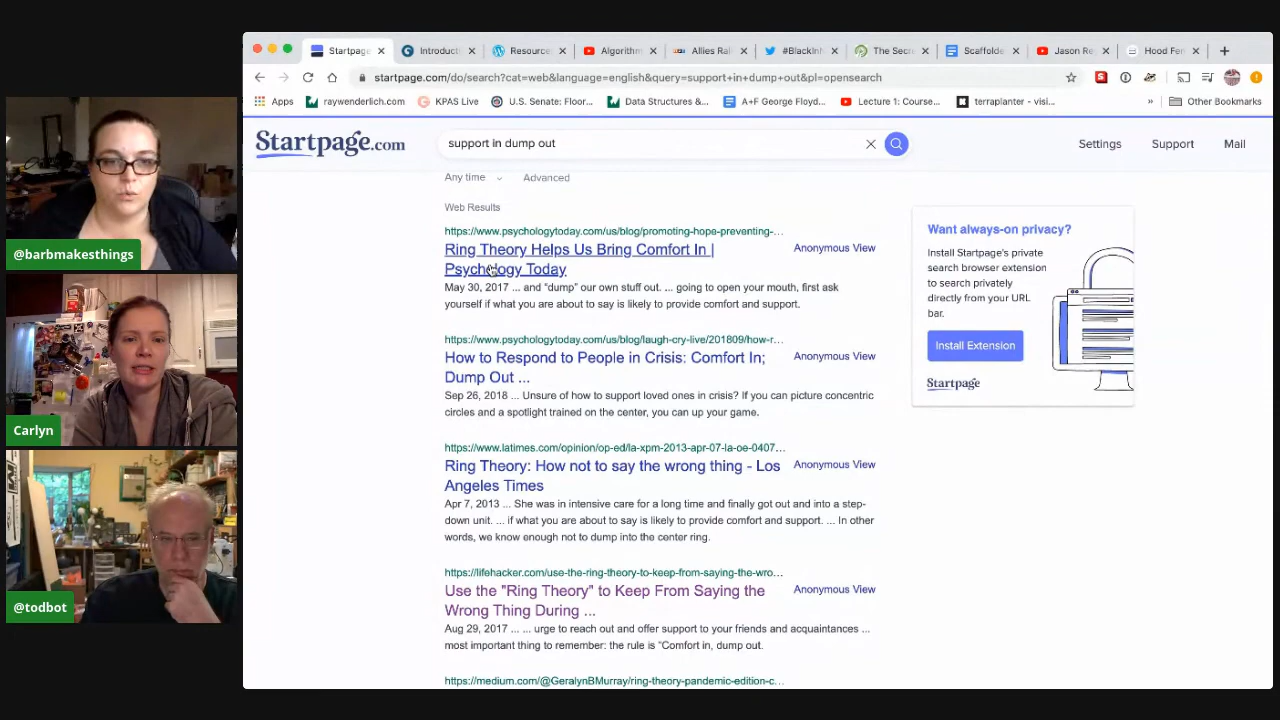 @barbmakesthings
Carlyn
@todbot
Startpage
Introducti
Resource
Algorithm
Allies Ral
#BlackInN
The Secr
Scaffolde
Jason Re
Hood Fen
startpage.com/do/search?cat=web&language=english&query=support+in+dump+out&pl=opensearch
Apps
raywenderlich.com
KPAS Live
U.S. Senate: Floor...
Data Structures &...
A+F George Floyd...
Lecture 1: Course...
terraplanter - visi...
»
Other Bookmarks
Startpage.com
support in dump out
Settings
Support
Mail
Any time
Advanced
Web Results
https://www.psychologytoday.com/us/blog/promoting-hope-preventing-...
Ring Theory Helps Us Bring Comfort In |
Psychology Today
Anonymous View
May 30, 2017 ... and “dump” our own stuff out. ... going to open your mouth, first ask
yourself if what you are about to say is likely to provide comfort and support.
https://www.psychologytoday.com/us/blog/laugh-cry-live/201809/how-r...
How to Respond to People in Crisis: Comfort In;
Dump Out ...
Anonymous View
Sep 26, 2018 ... Unsure of how to support loved ones in crisis? If you can picture concentric
circles and a spotlight trained on the center, you can up your game.
https://www.latimes.com/opinion/op-ed/la-xpm-2013-apr-07-la-oe-0407...
Ring Theory: How not to say the wrong thing - Los
Angeles Times
Anonymous View
Apr 7, 2013 ... She was in intensive care for a long time and finally got out and into a step-
down unit. ... if what you are about to say is likely to provide comfort and support. ... In other
words, we know enough not to dump into the center ring.
https://lifehacker.com/use-the-ring-theory-to-keep-from-saying-the-wro...
Use the "Ring Theory" to Keep From Saying the
Wrong Thing During ...
Anonymous View
Aug 29, 2017 ... ... urge to reach out and offer support to your friends and acquaintances ...
most important thing to remember: the rule is “Comfort in, dump out.
https://medium.com/@GeralynBMurray/ring-theory-pandemic-edition-c...
Want always-on privacy?
Install Startpage's private
search browser extension
to search privately
directly from your URL
bar.
Install Extension
Startpage